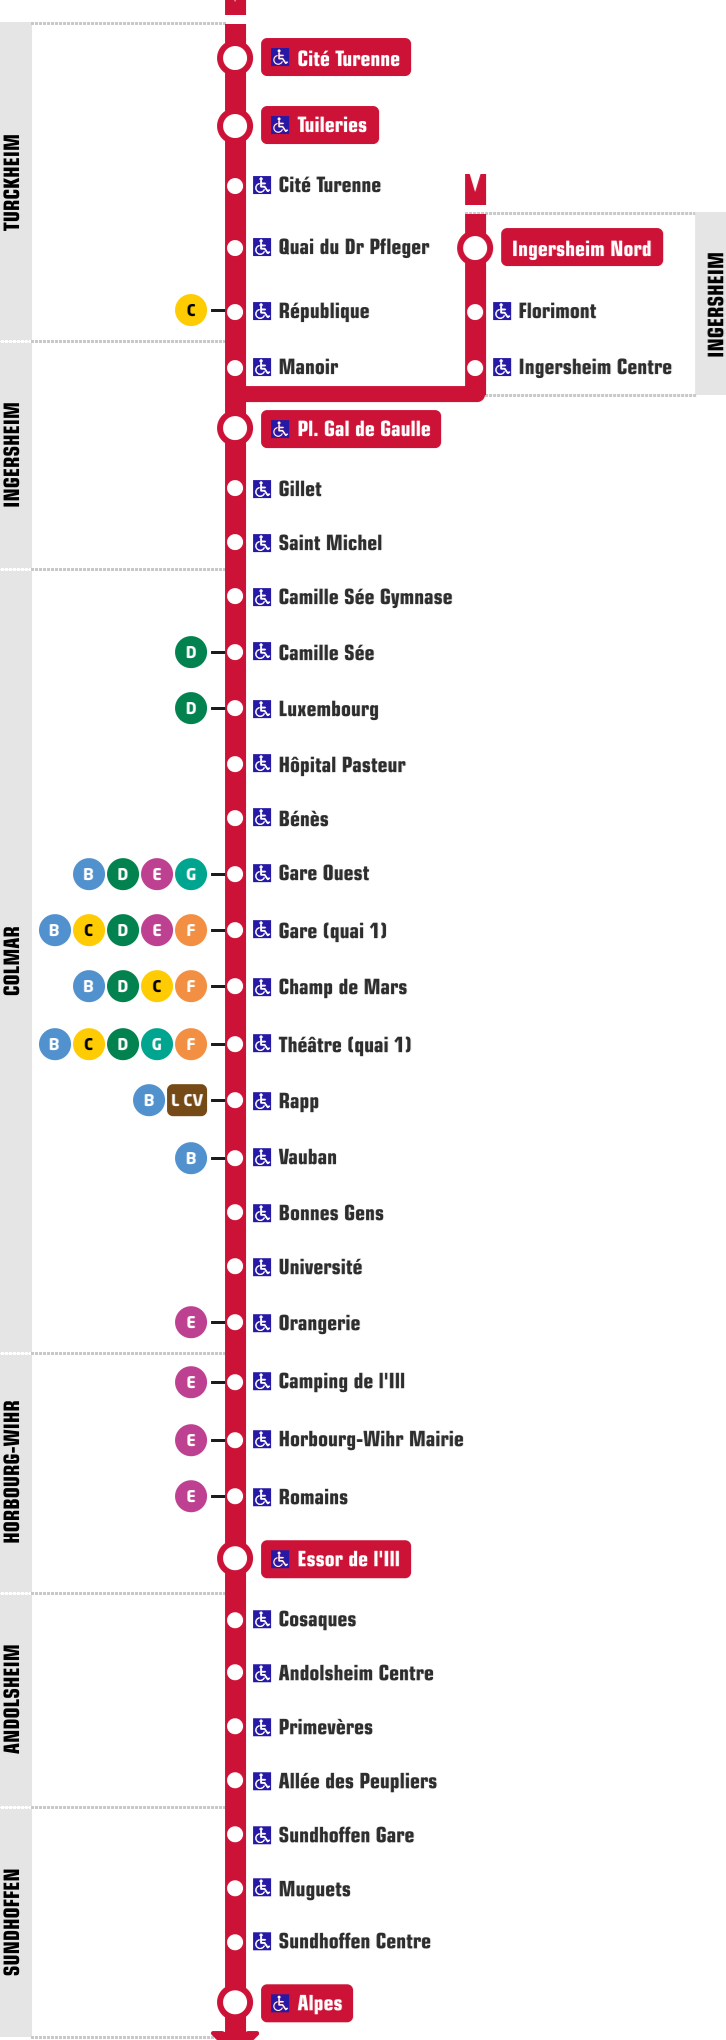 TURCKHEIM
Cité Turenne
Tuileries
Cité Turenne
Quai du Dr Pfleger
C République
Manoir
Ingersheim Nord
Florimont
Ingersheim Centre
INGERSHEIM
INGERSHEIM
Pl. Gal de Gaulle
Gillet
Saint Michel
COLMAR
Camille Sée Gymnase
D Camille Sée
D Luxembourg
Hôpital Pasteur
Bénès
B D E G Gare Ouest
B C D E F Gare (quai 1)
B D C F Champ de Mars
B C D G F Théâtre (quai 1)
B L CV Rapp
B Vauban
Bonnes Gens
Université
E Orangerie
HORBOURG-WIHR
E Camping de l'Ill
E Horbourg-Wihr Mairie
E Romains
Essor de l'Ill
ANDOLSHEIM
Cosaques
Andolsheim Centre
Primevères
Allée des Peupliers
SUNDHOFFEN
Sundhoffen Gare
Muguets
Sundhoffen Centre
Alpes